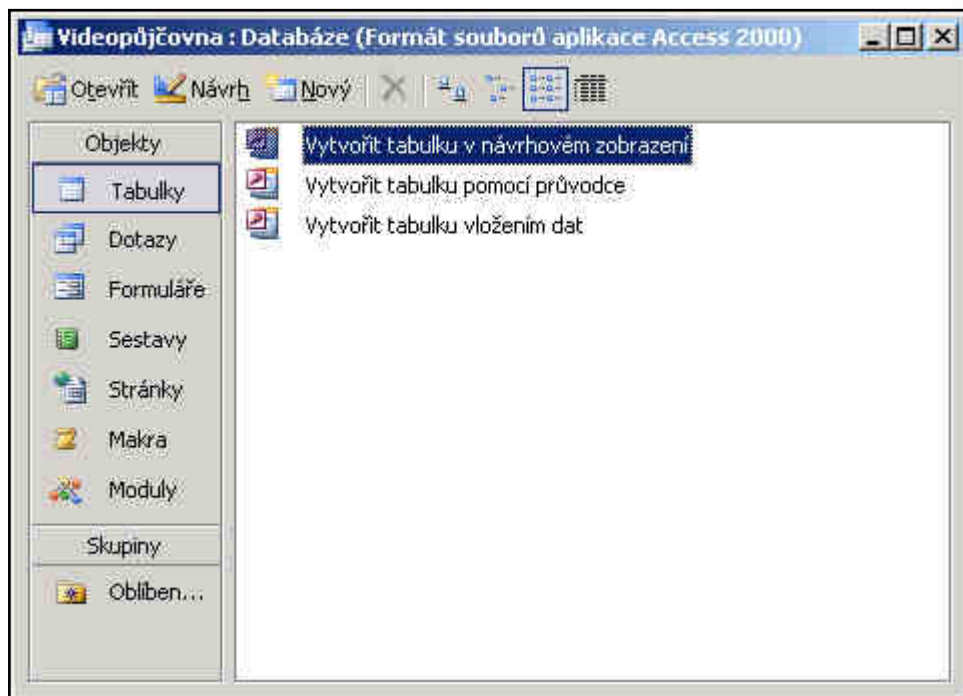 Videopůjčovna : Databáze (Formát souborů aplikace Access 2000)
Otevřít Návrh Nový
Objekty
Tabulky
Dotazy
Formuláře
Sestavy
Stránky
Makra
Moduly
Skupiny
Oblíben...
Vytvořit tabulku v návrhovém zobrazení
Vytvořit tabulku pomocí průvodce
Vytvořit tabulku vložením dat